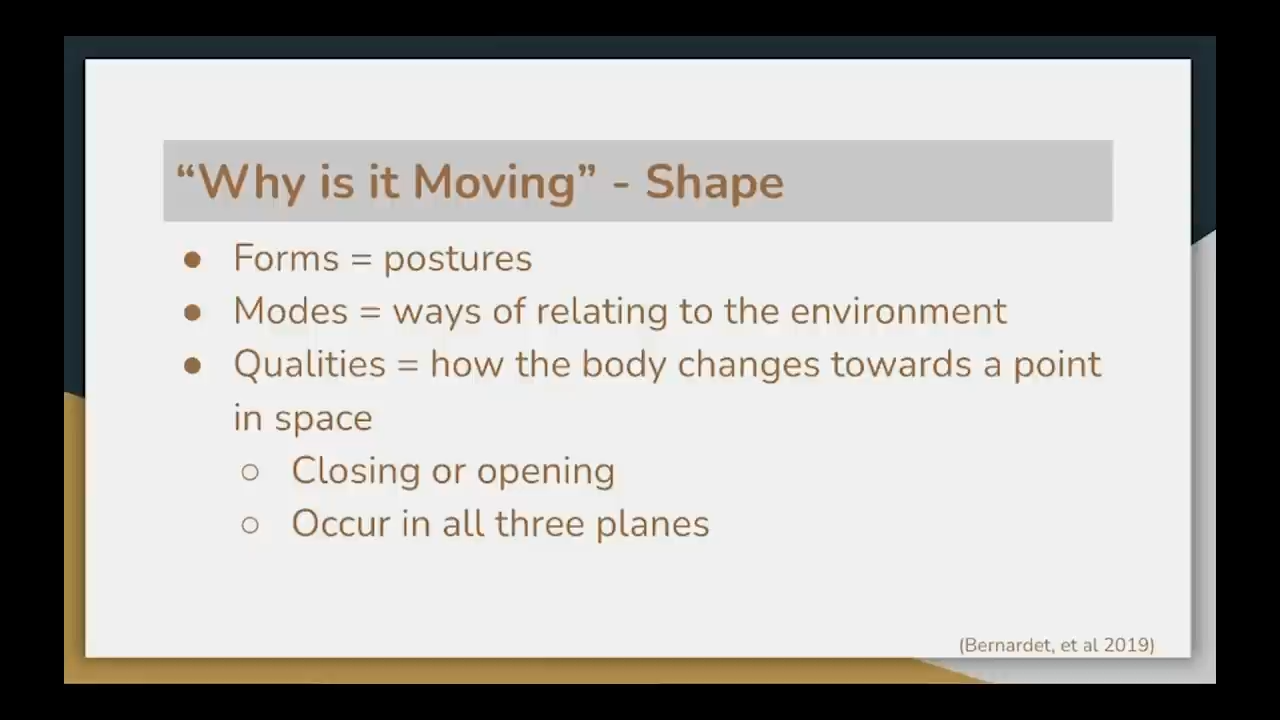 “Why is it Moving” - Shape
● Forms = postures
● Modes = ways of relating to the environment
● Qualities = how the body changes towards a point
in space
○ Closing or opening
○ Occur in all three planes
(Bernardet, et al 2019)